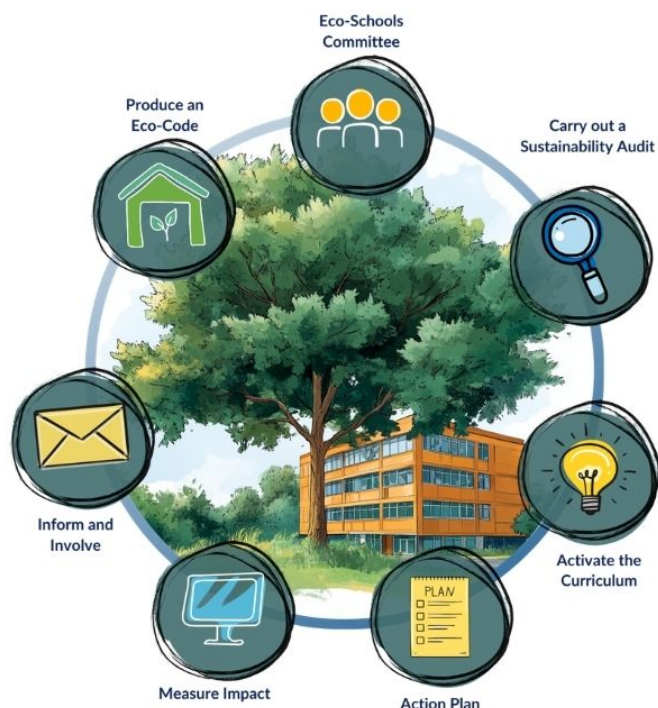 Eco-Schools
Committee
Produce an
Eco-Code
Carry out a
Sustainability Audit
Inform and
Involve
PLAN
Activate the
Curriculum
Measure Impact
Action Plan